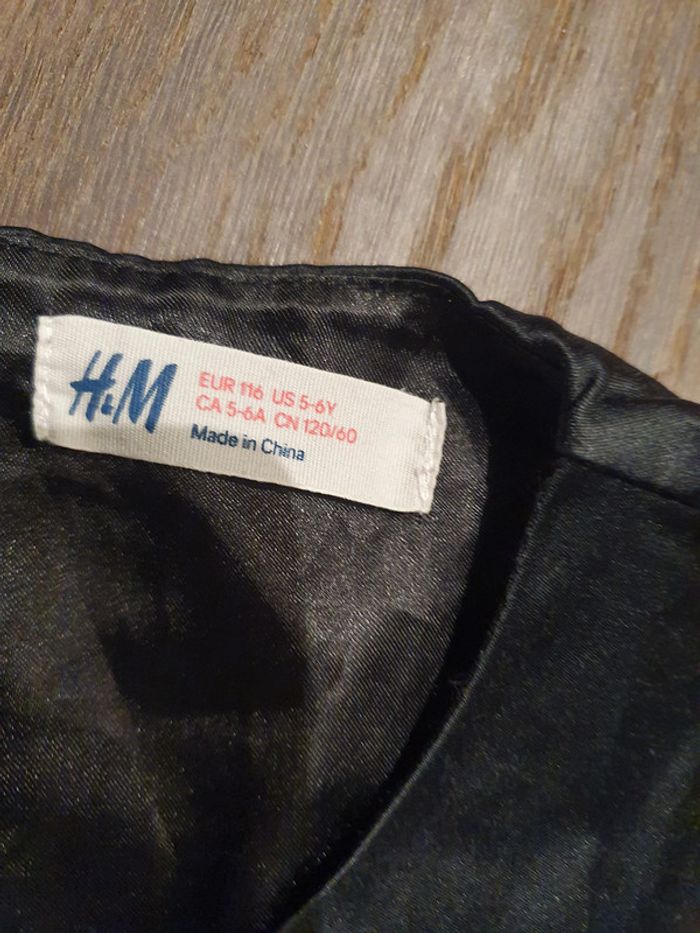 H&M
EUR 116 US 5-6Y
CA 5-6A CN 120/60
Made in China